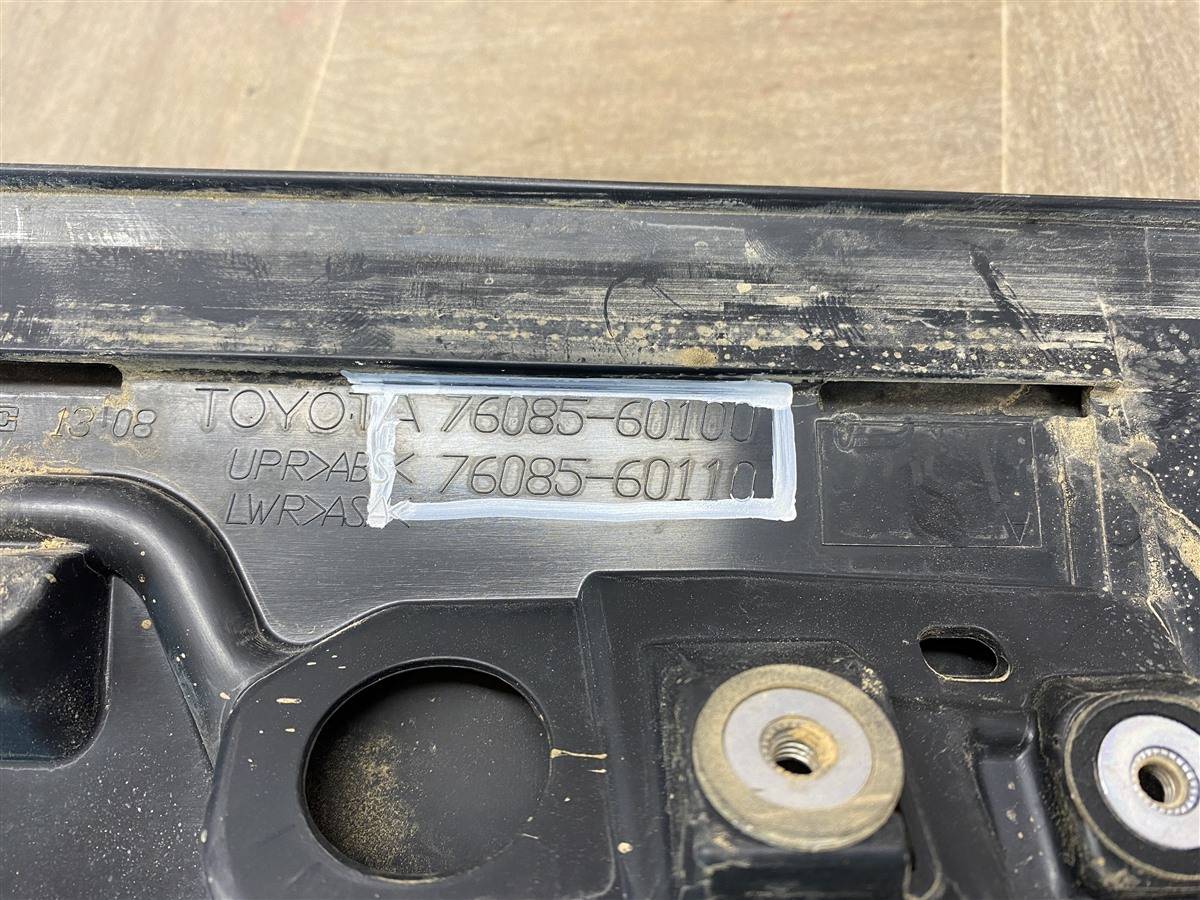 13 08
TOYOTA 76085-60100
UPR>ABS< 76085-60110
LWR>ASA<